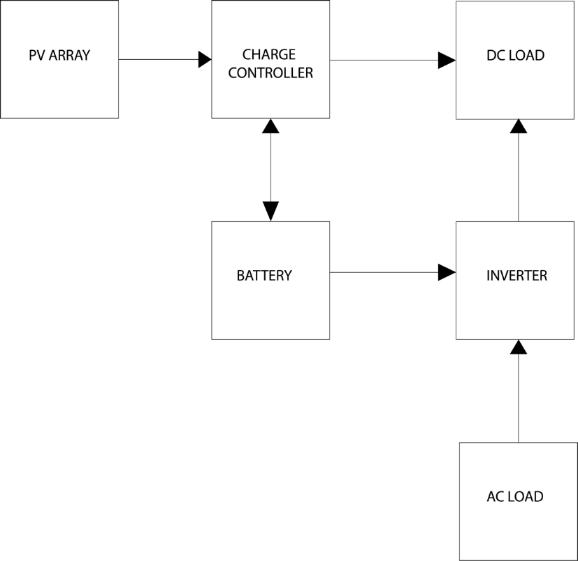 PV ARRAY
CHARGE
CONTROLLER
DC LOAD
BATTERY
INVERTER
AC LOAD